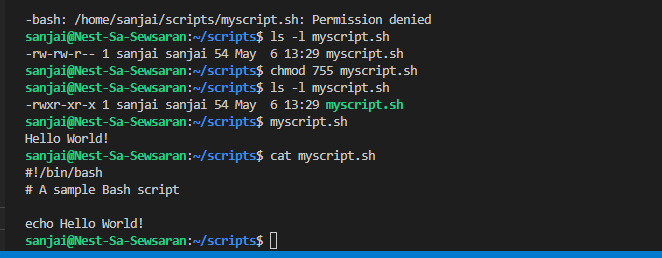 -bash: /home/sanjai/scripts/myscript.sh: Permission denied
sanjai@Nest-Sa-Sewsaran:~/scripts$ ls -l myscript.sh
-rw-rw-r-- 1 sanjai sanjai 54 May  6 13:29 myscript.sh
sanjai@Nest-Sa-Sewsaran:~/scripts$ chmod 755 myscript.sh
sanjai@Nest-Sa-Sewsaran:~/scripts$ ls -l myscript.sh
-rwxr-xr-x 1 sanjai sanjai 54 May  6 13:29 myscript.sh
sanjai@Nest-Sa-Sewsaran:~/scripts$ myscript.sh
Hello World!
sanjai@Nest-Sa-Sewsaran:~/scripts$ cat myscript.sh
#!/bin/bash
# A sample Bash script

echo Hello World!
sanjai@Nest-Sa-Sewsaran:~/scripts$